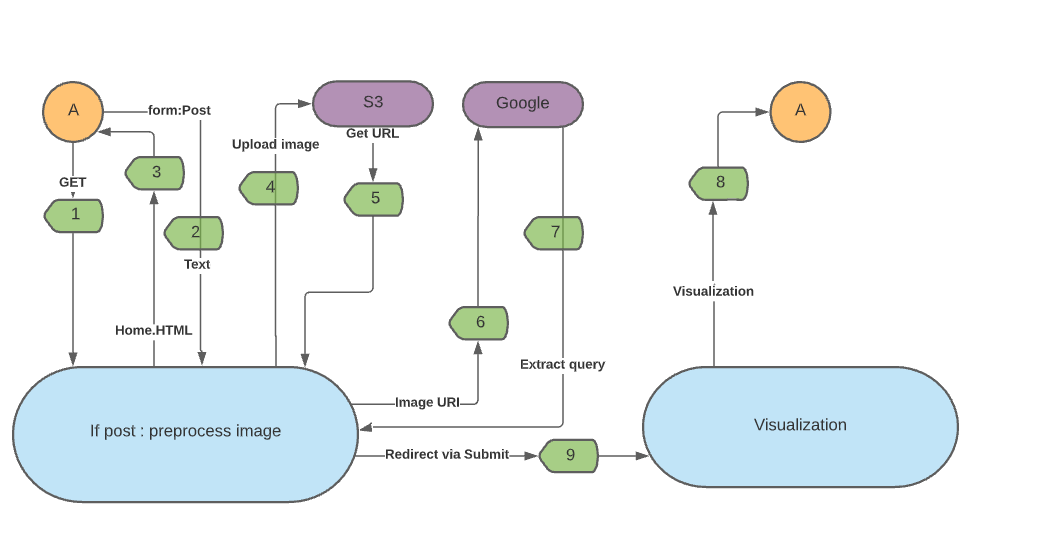 A
form:Post
S3
Google
A
Get URL
Upload image
3
GET
4
5
8
1
2
7
Text
Visualization
6
Home.HTML
Extract query
Image URI
If post : preprocess image
Visualization
Redirect via Submit
9